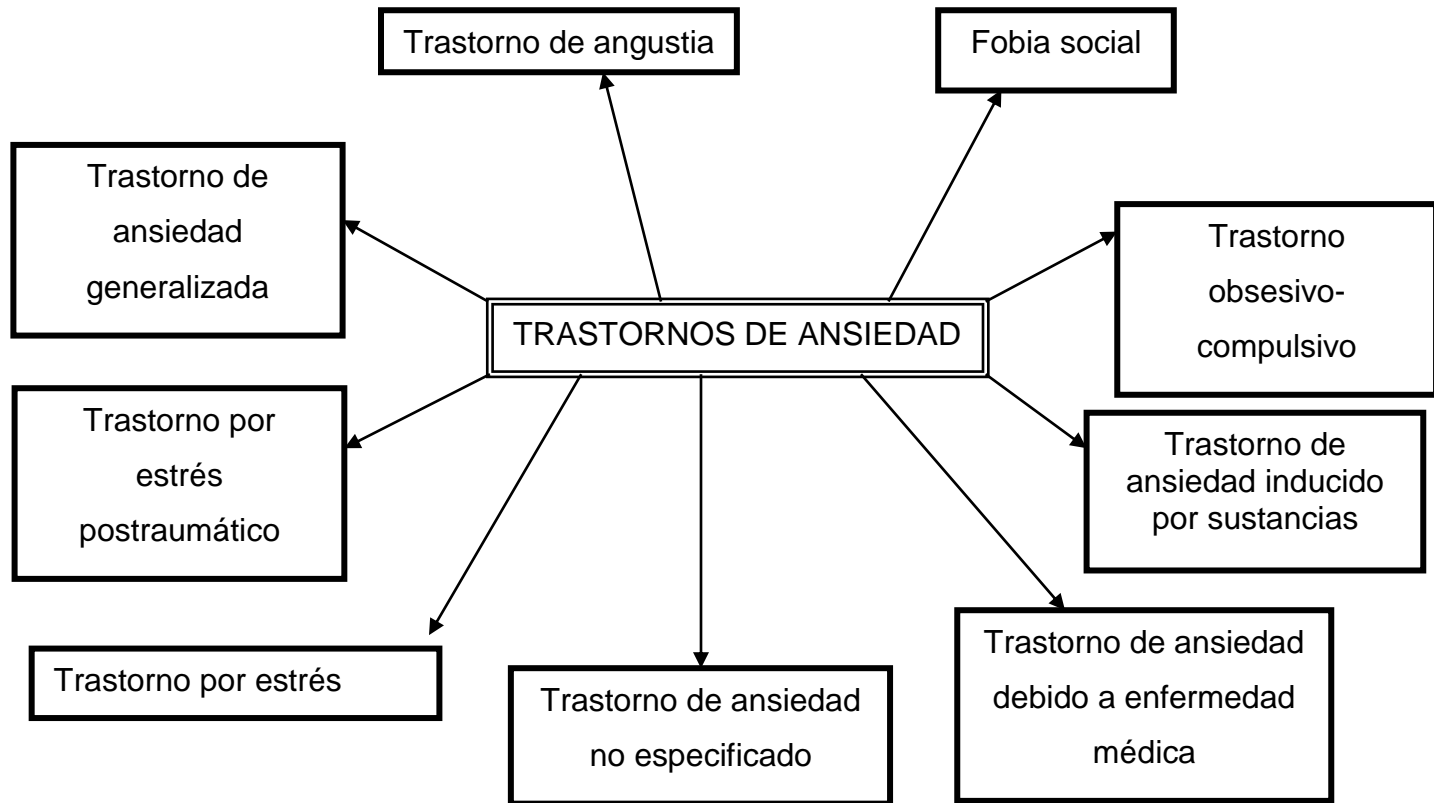 Trastorno de angustia
Fobia social
Trastorno de
ansiedad
generalizada
Trastorno
obsesivo-
compulsivo
TRASTORNOS DE ANSIEDAD
Trastorno por
estrés
postraumático
Trastorno de
ansiedad inducido
por sustancias
Trastorno por estrés
Trastorno de ansiedad
no especificado
Trastorno de ansiedad
debido a enfermedad
médica